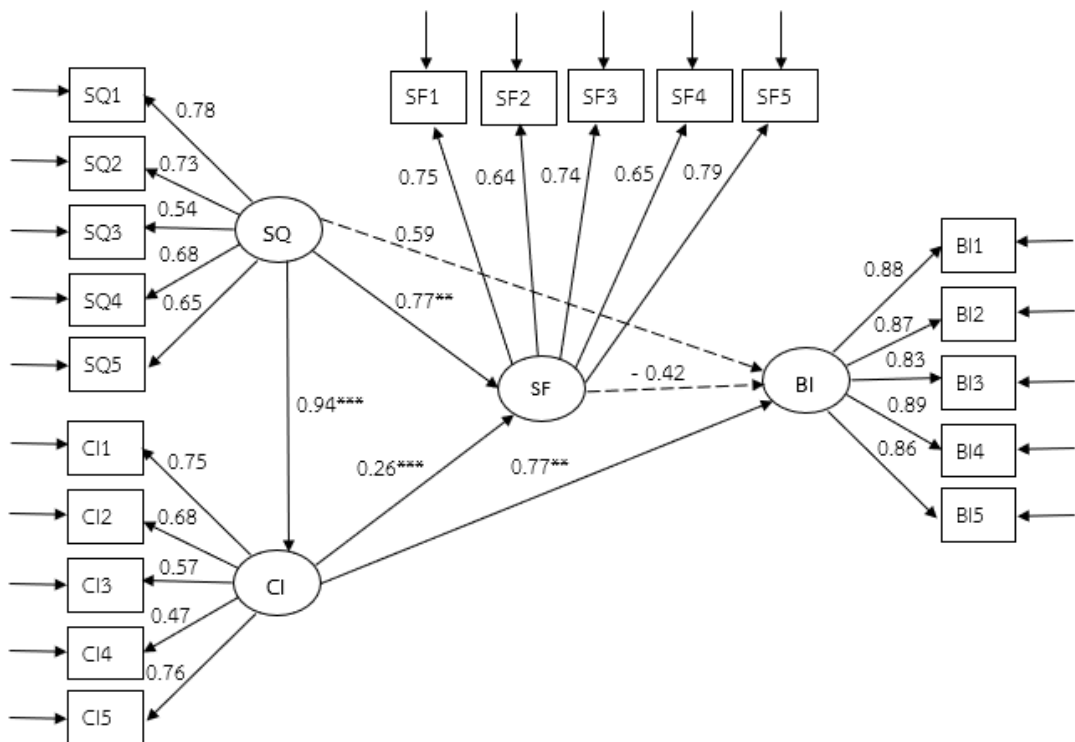 SF1 SF2 SF3 SF4 SF5
SQ1
0.78
SQ2
0.73
0.75 0.64 0.74 0.65 0.79
SQ3
0.54
SQ
0.59
SQ4
0.68
SQ5
0.65
0.77**
BI1
0.88
BI2
0.87
BI3
0.83
SF
- 0.42
BI
BI4
0.89
BI5
0.86
0.94***
CI1
0.75
0.26***
0.77**
CI2
0.68
CI3
0.57
CI
CI4
0.47
CI5
0.76